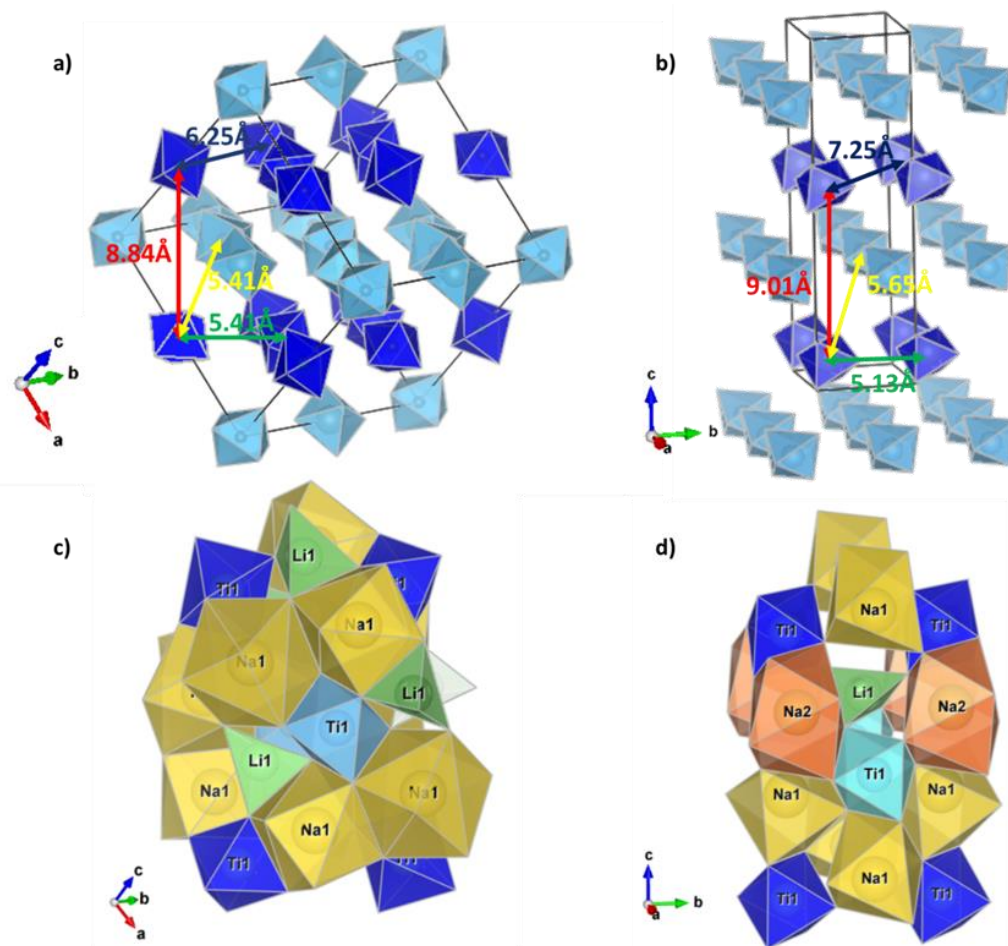 a)
6.25Å
8.84Å
5.41Å
5.41Å
c
b
a
b)
7.25Å
9.01Å
5.65Å
5.13Å
c
b
a
c)
Li1
Ti1
Na1
Na1
Li1
Ti1
Li1
Na1
Na1
Na1
Ti1
c
b
a
d)
Na1
Ti1
Ti1
Li1
Na2
Na2
Ti1
Na1
Na1
Na1
Ti1
Ti1
c
b
a